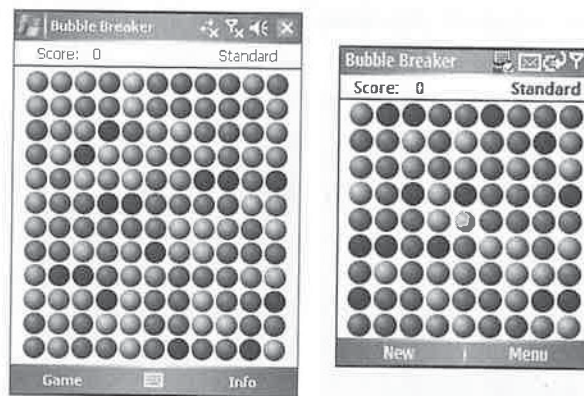 Bubble Breaker
Score: 0 Standard
Game Info
Bubble Breaker
Score: 0 Standard
New Menu